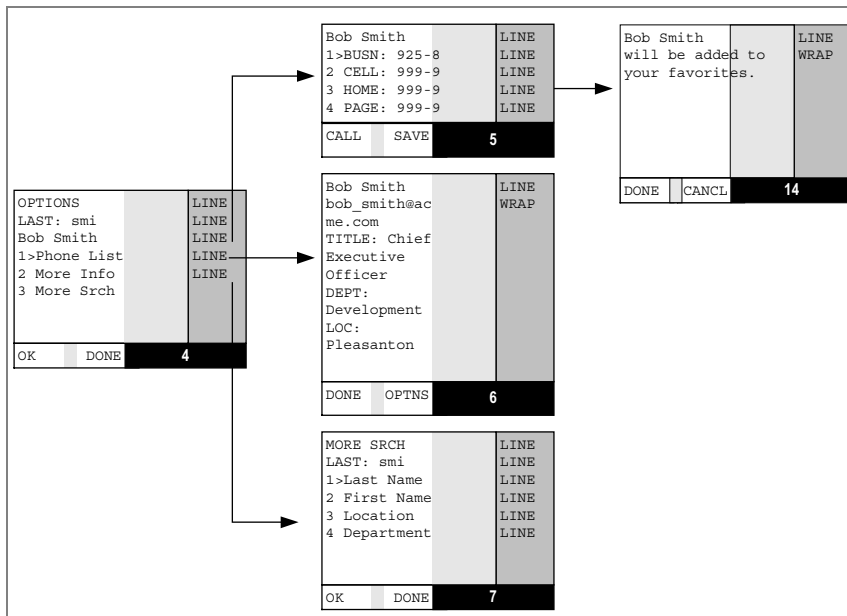 Bob Smith LINE
1>BUSN: 925-8 LINE
2 CELL: 999-9 LINE
3 HOME: 999-9 LINE
4 PAGE: 999-9 LINE
CALL SAVE 5
Bob Smith LINE
will be added to WRAP
your favorites.
DONE CANCL 14
OPTIONS LINE
LAST: smi LINE
Bob Smith LINE
1>Phone List LINE
2 More Info LINE
3 More Srch
OK DONE 4
Bob Smith LINE
bob_smith@ac WRAP
me.com
TITLE: Chief
Executive
Officer
DEPT:
Development
LOC:
Pleasanton
DONE OPTNS 6
MORE SRCH LINE
LAST: smi LINE
1>Last Name LINE
2 First Name LINE
3 Location LINE
4 Department LINE
OK DONE 7